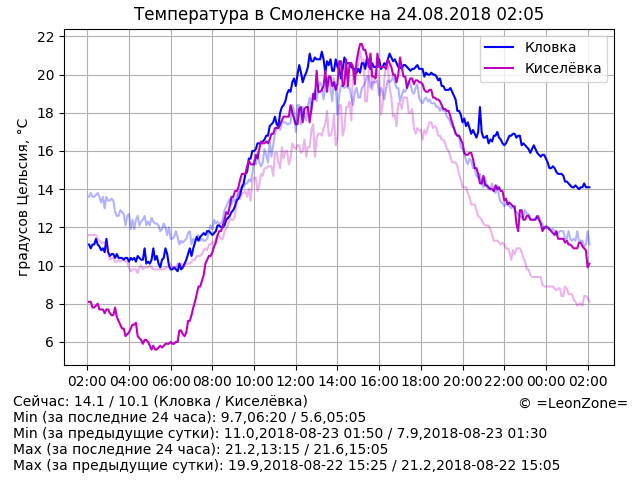 Температура в Смоленске на 24.08.2018 02:05
градусов Цельсия, °C
22
20
18
16
14
12
10
8
6
Кловка
Киселёвка
02:00 04:00 06:00 08:00 10:00 12:00 14:00 16:00 18:00 20:00 22:00 00:00 02:00
Сейчас: 14.1 / 10.1 (Кловка / Киселёвка)
© =LeonZone=
Min (за последние 24 часа): 9.7,06:20 / 5.6,05:05
Min (за предыдущие сутки): 11.0,2018-08-23 01:50 / 7.9,2018-08-23 01:30
Max (за последние 24 часа): 21.2,13:15 / 21.6,15:05
Max (за предыдущие сутки): 19.9,2018-08-22 15:25 / 21.2,2018-08-22 15:05